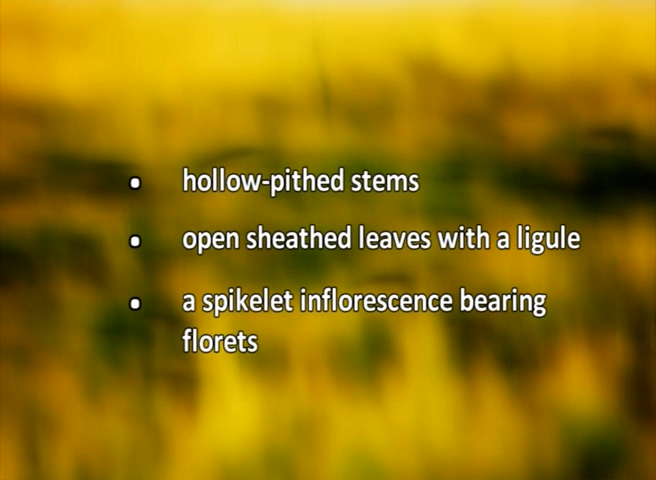 • hollow-pithed stems
• open sheathed leaves with a ligule
• a spikelet inflorescence bearing
florets